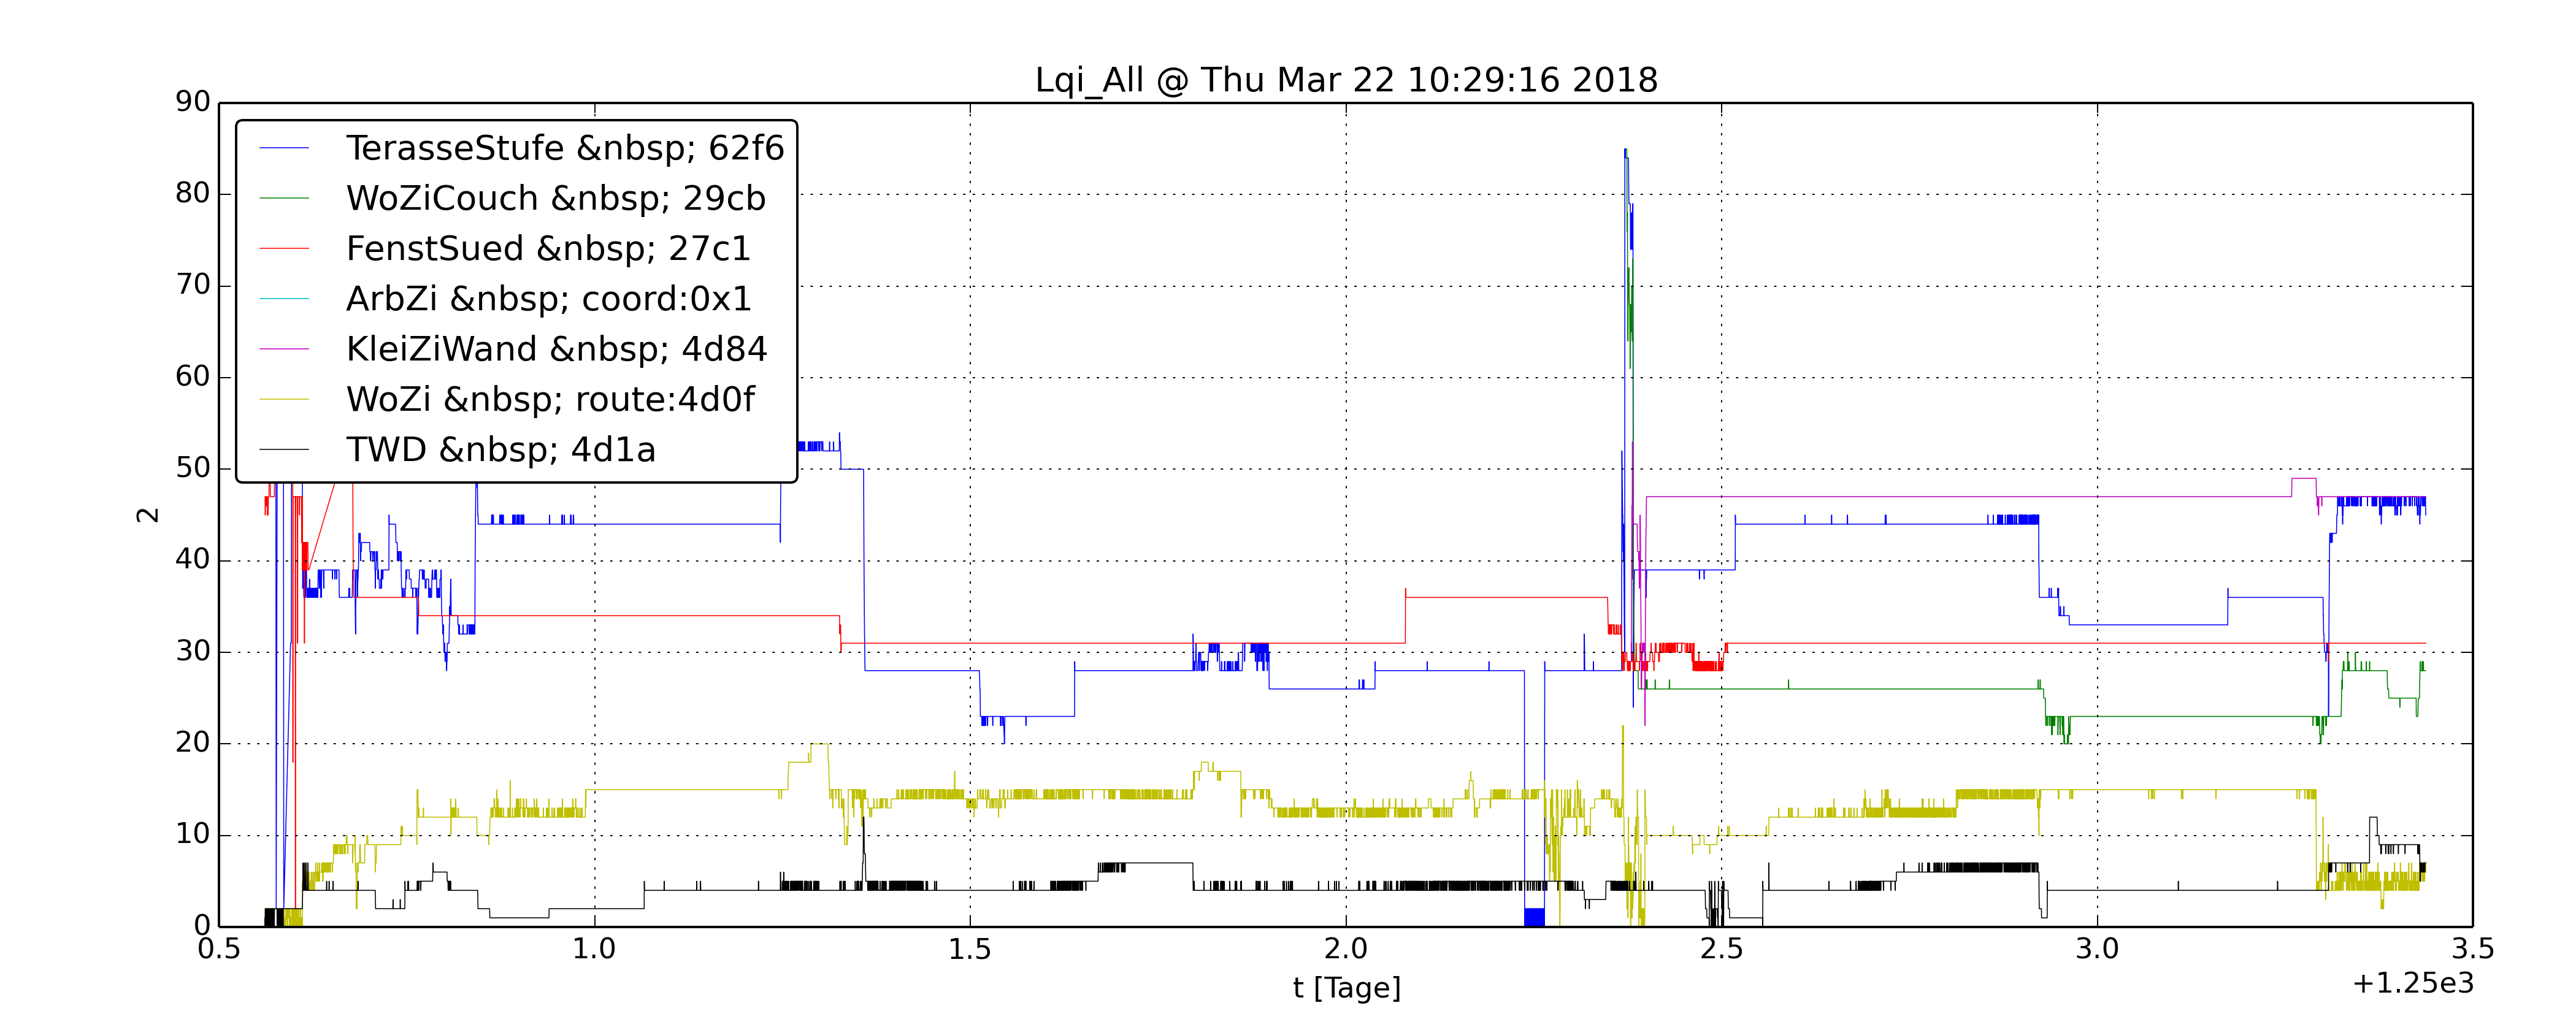 Lqi_All @ Thu Mar 22 10:29:16 2018
90
80
70
60
50
40
30
20
10
0
2
TerasseStufe &nbsp; 62f6
WoZiCouch &nbsp; 29cb
FenstSued &nbsp; 27c1
ArbZi &nbsp; coord:0x1
KleiZiWand &nbsp; 4d84
WoZi &nbsp; route:4d0f
TWD &nbsp; 4d1a
0.5 1.0 1.5 2.0 2.5 3.0 3.5
t [Tage]
+1.25e3